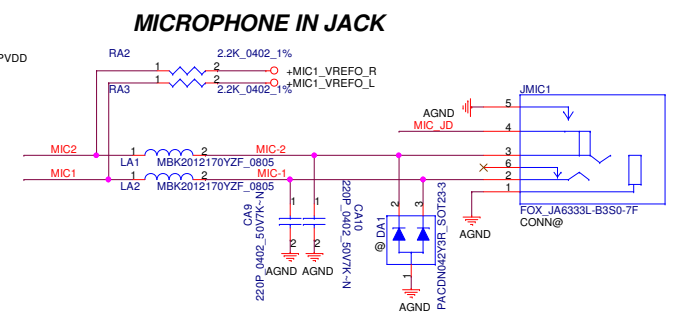 MICROPHONE IN JACK
PVDD
RA2 2.2K_0402_1%
1 2 +MIC1_VREFO_R
1 2 +MIC1_VREFO_L
RA3 2.2K_0402_1%
JMIC1
AGND 5
MIC_JD 4
MIC2 1 2 MIC-2 3
LA1 MBK2012170YZF_0805
6
MIC1 1 2 MIC-1 2
LA2 MBK2012170YZF_0805
1
CA9
220P_0402_50V7K~N
1
2
AGND
CA10
220P_0402_50V7K~N
1
2
AGND
2 3
@ DA1
PACDN042Y3R_SOT23-3
1
AGND
AGND
FOX_JA6333L-B3S0-7F
CONN@